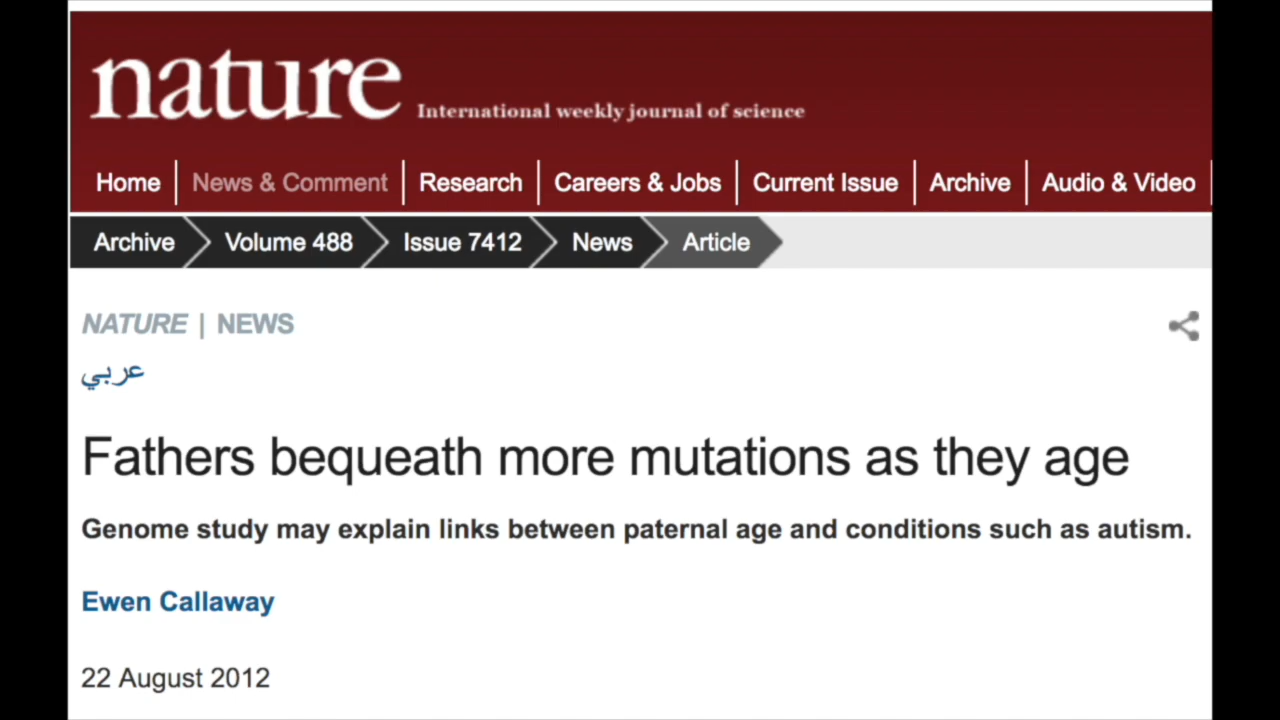 nature International weekly journal of science
Home News & Comment Research Careers & Jobs Current Issue Archive Audio & Video
Archive Volume 488 Issue 7412 News Article
NATURE | NEWS
عربي
Fathers bequeath more mutations as they age
Genome study may explain links between paternal age and conditions such as autism.
Ewen Callaway
22 August 2012